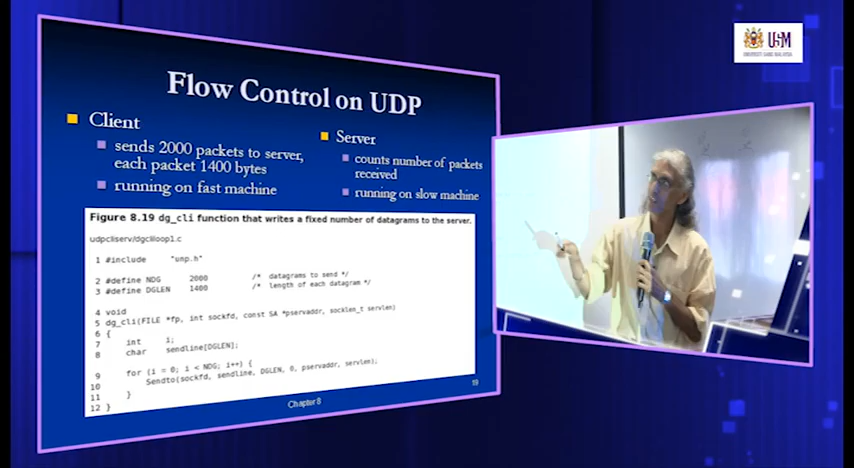 Flow Control on UDP
Client
sends 2000 packets to server,
each packet 1400 bytes
running on fast machine
Server
counts number of packets
received
running on slow machine
Figure 8.19 dg_cli function that writes a fixed number of datagrams to the server.
udpcliserv/dgcliloop1.c
1 #include "unp.h"
2 #define NDG 2000 /* datagrams to send */
3 #define DGLEN 1400 /* length of each datagram */
4 void
5 dg_cli(FILE *fp, int sockfd, const SA *pservaddr, socklen_t servlen)
6 {
7 int i;
8 char sendline[DGLEN];
9 for (i = 0; i < NDG; i++) {
10 Sendto(sockfd, sendline, DGLEN, 0, pservaddr, servlen);
11 }
12 }
Chapter 8
19
USM
UNIVERSITI SAINS MALAYSIA